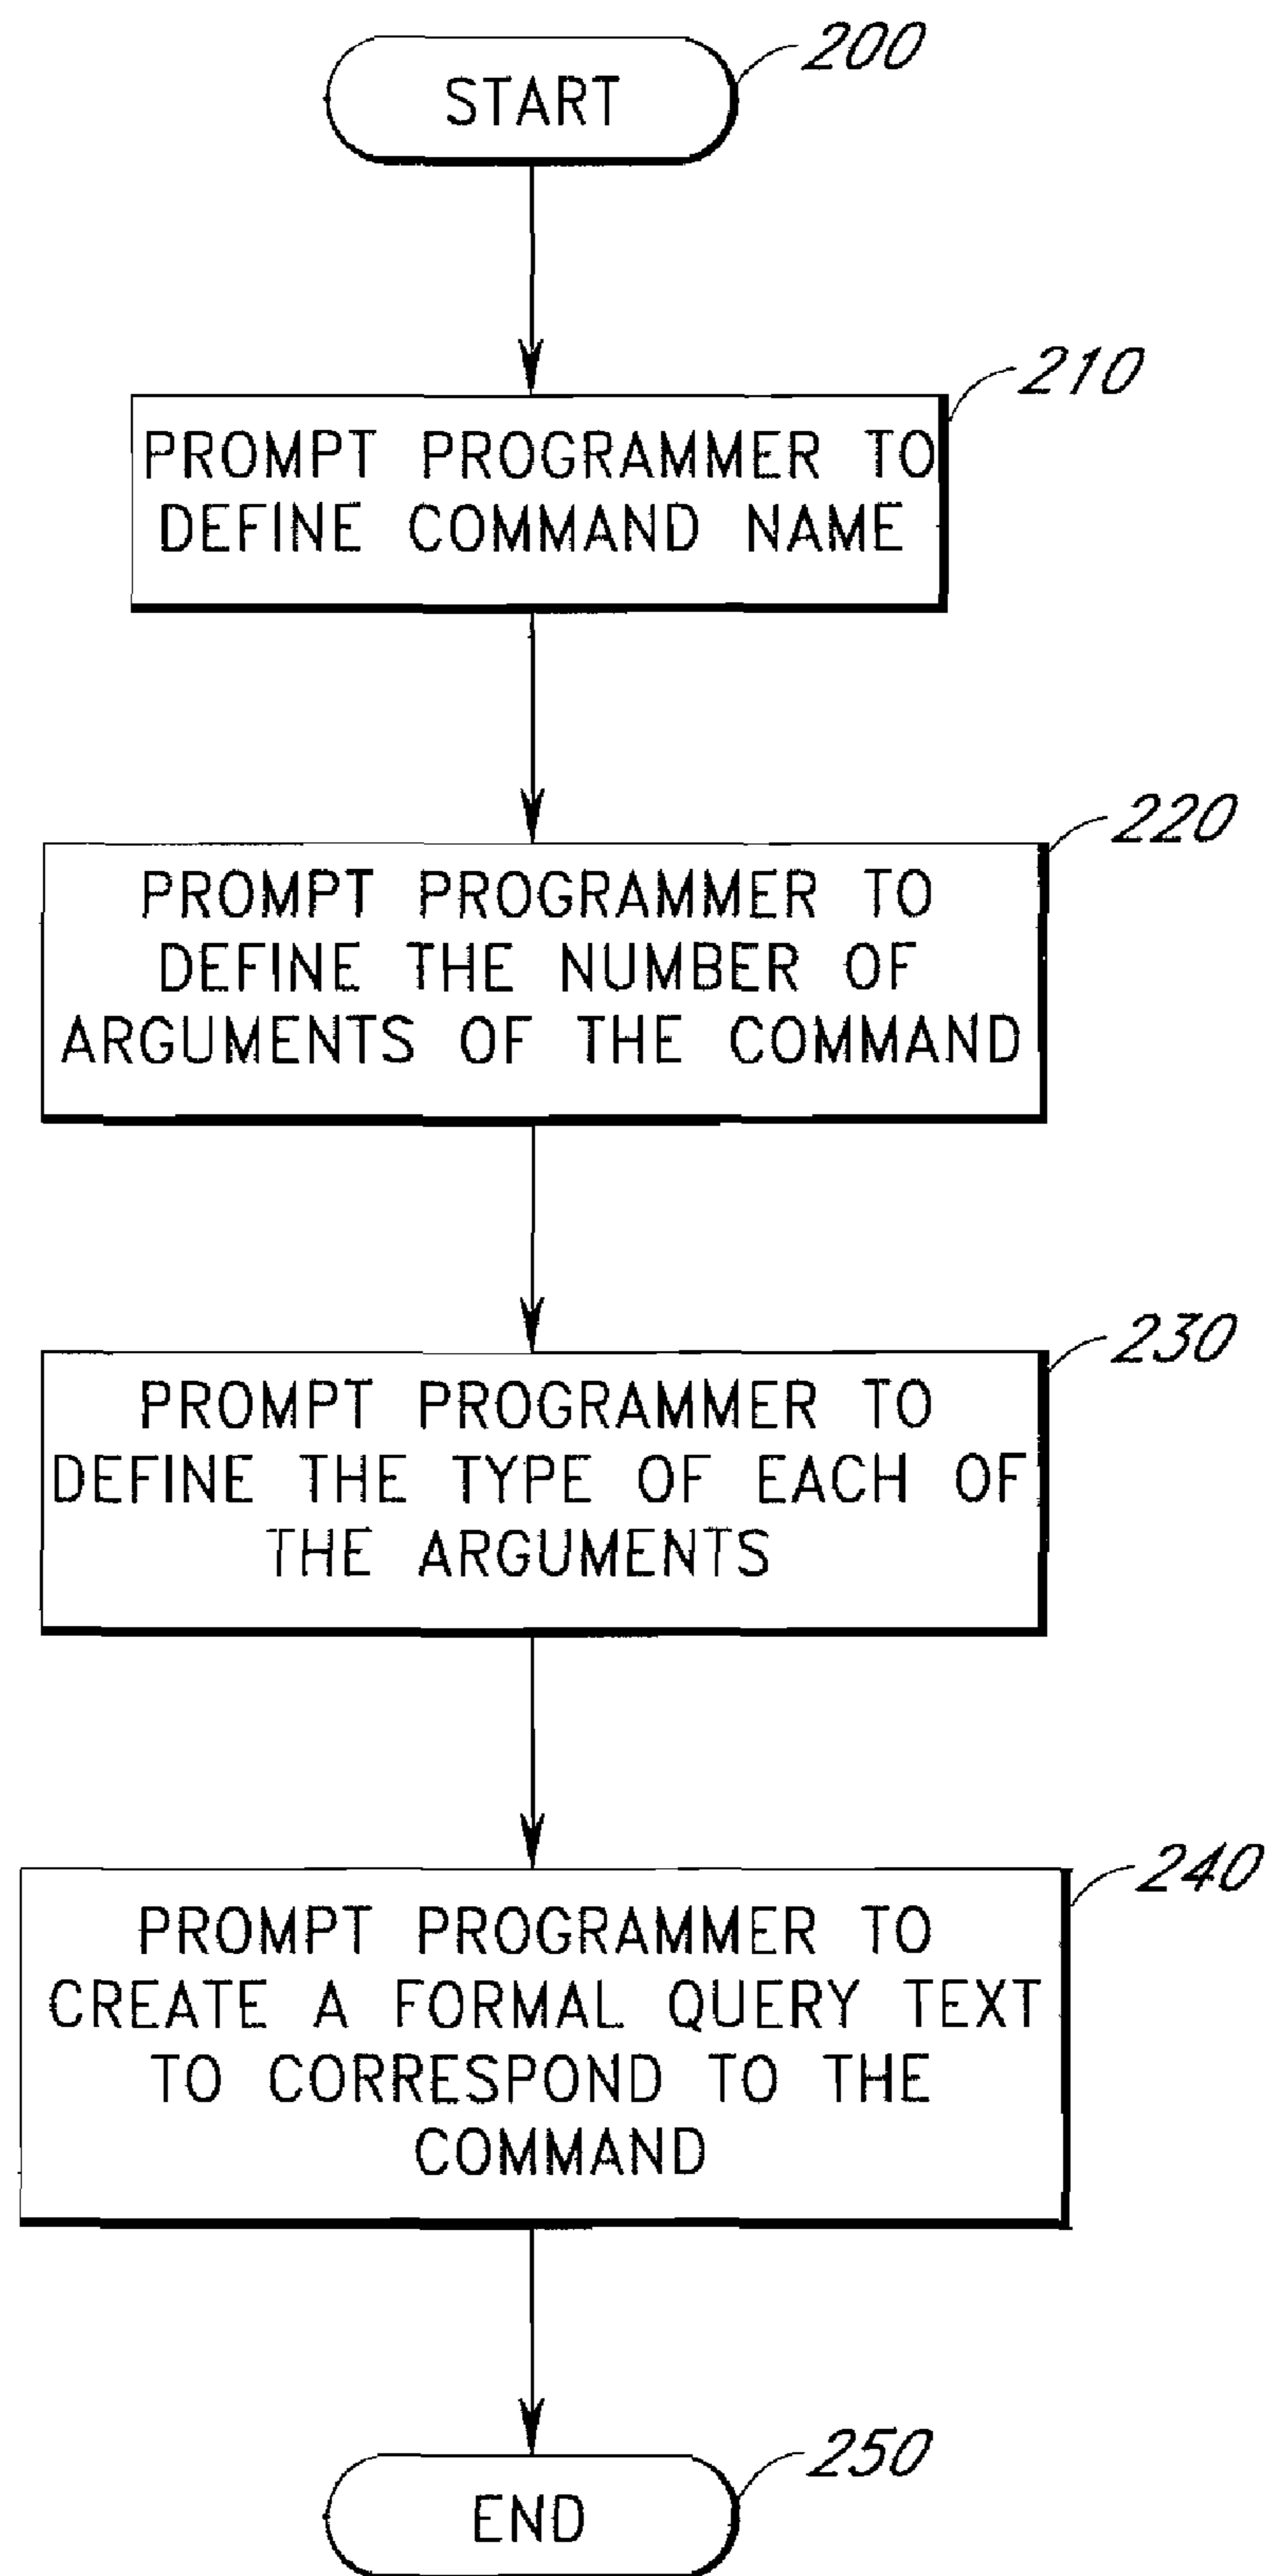 200
START
210
PROMPT PROGRAMMER TO
DEFINE COMMAND NAME
220
PROMPT PROGRAMMER TO
DEFINE THE NUMBER OF
ARGUMENTS OF THE COMMAND
230
PROMPT PROGRAMMER TO
DEFINE THE TYPE OF EACH OF
THE ARGUMENTS
240
PROMPT PROGRAMMER TO
CREATE A FORMAL QUERY TEXT
TO CORRESPOND TO THE
COMMAND
250
END